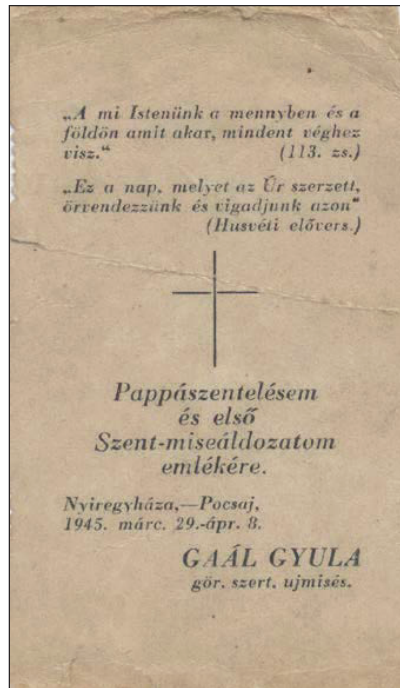 „A mi Istenünk a mennyben és a
földön amit akar, mindent véghez
visz.“ (113. zs.)
„Ez a nap, melyet az Úr szerzett,
örvendezzünk és vigadjunk azon“
(Husvéti elővers.)
Pappászentelésem
és első
Szent-miseáldozatom
emlékére.
Nyiregyháza,—Pocsaj,
1945. márc. 29.-ápr. 8.
GAÁL GYULA
gör. szert. ujmisés.